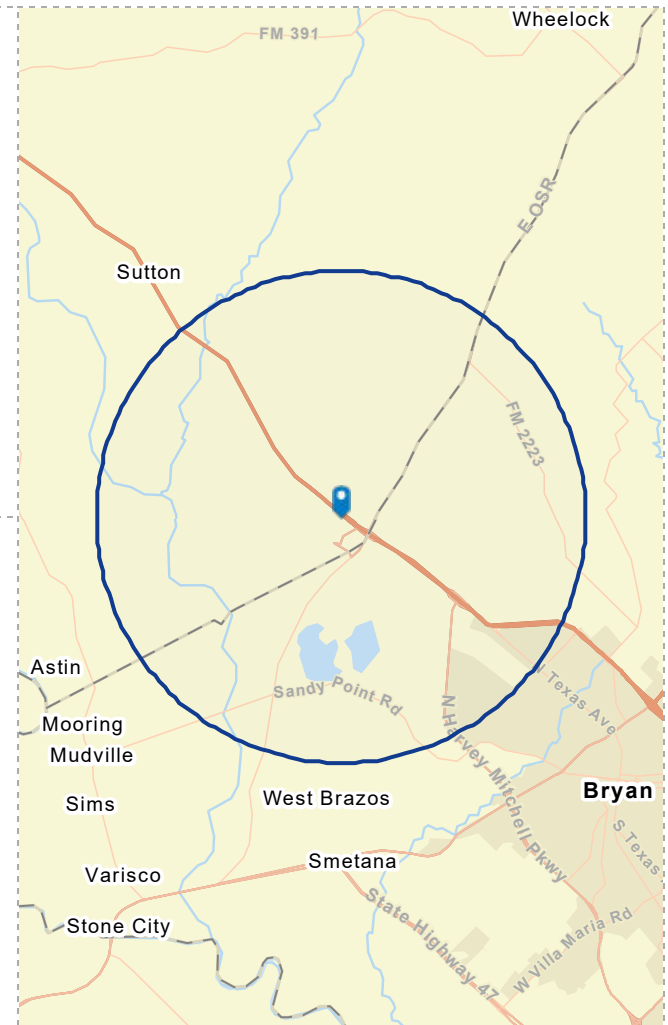 Wheelock
FM 391
E OSR
Sutton
FM 2223
Astin
Sandy Point Rd
N Texas Ave
Mooring
N Harvey Mitchell Pkwy
Mudville
Bryan
West Brazos
Sims
S Texas
Smetana
Varisco
State Highway 47
Stone City
W Villa Maria Rd